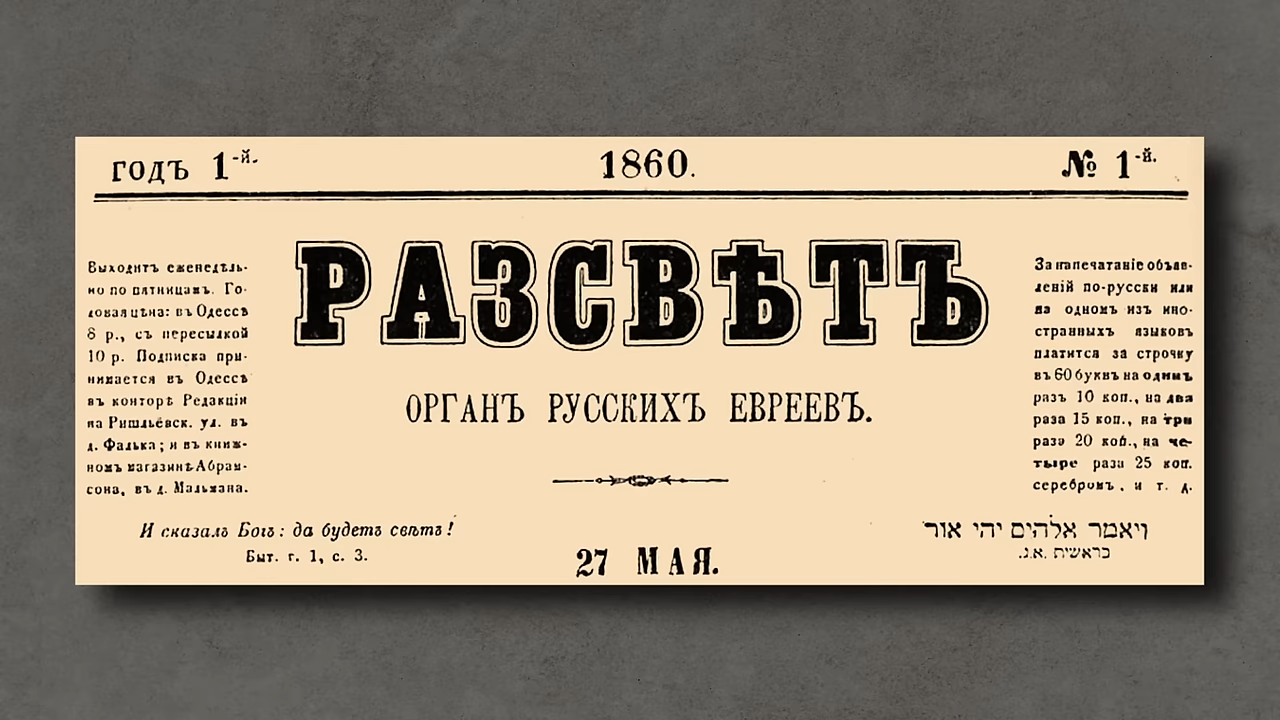 ГОДЪ 1-й.
1860.
№ 1-й.
РАЗСВѢТЪ
ОРГАНЪ РУССКИХЪ ЕВРЕЕВЪ.
Выходитъ еженедѣль-
но по пятницамъ. Го-
довая цѣна: въ Одессѣ
8 р., съ пересылкой
10 р. Подписка при-
нимается въ Одессѣ
въ конторѣ Редакціи
на Ришльевск. ул. въ
д. Фалька; и въ книж-
номъ магазинѣ Абрам-
сона, въ д. Мальмана.
За напечатаніе объяв-
леній по-русски или
на одномъ изъ ино-
странныхъ языковъ
платится за строчку
въ 60 буквъ на одинъ
разъ 10 коп., на два
раза 15 коп., на три
раза 20 коп., на че-
тыре раза 25 коп.
серебромъ, и т. д.
И сказалъ Богъ: да будетъ свѣтъ!
Быт. г. 1, с. 3.
27 МАЯ.
ויאמר אלהים יהי אור
בראשית .א.ג.